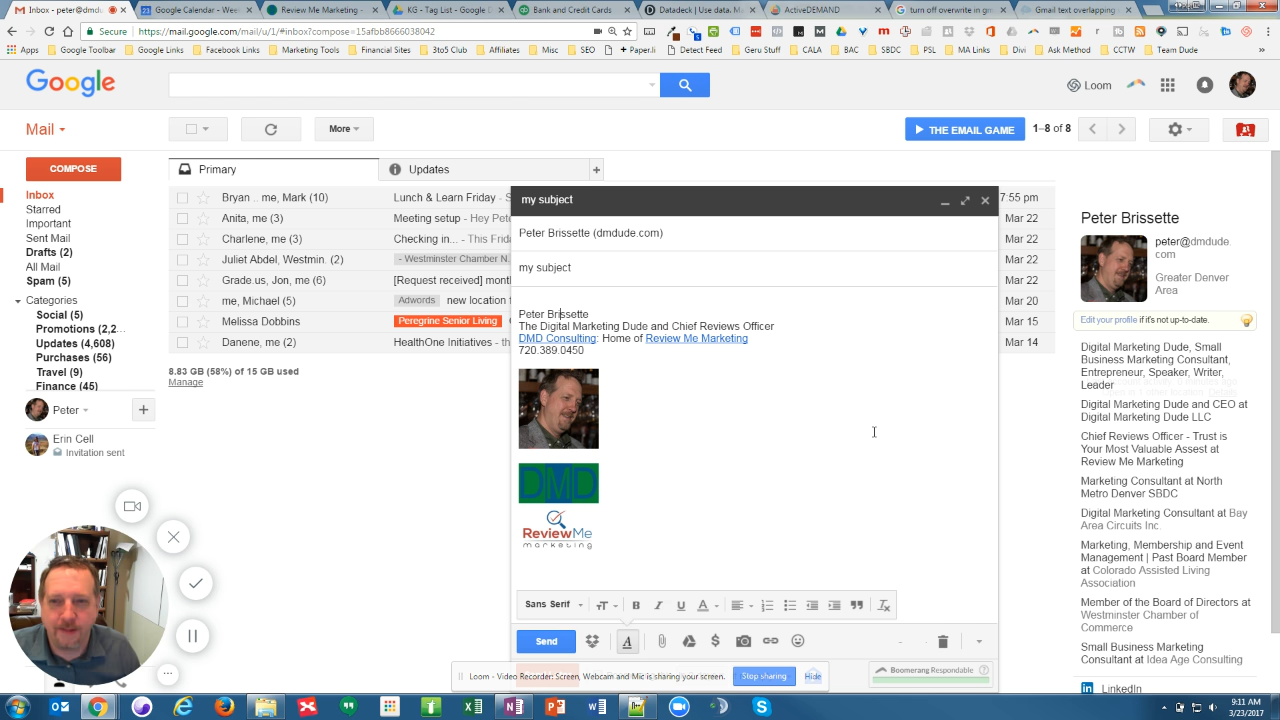 Inbox - peter@dmdude.co
Google Calendar - Week
Review Me Marketing -
KG - Tag List - Google D
Bank and Credit Cards
Datadeck | Use data. M
ActiveDEMAND
turn off overwrite in gm
Gmail text overlapping
Secure | https://mail.google.com/mail/u/1/#inbox?compose=15afbb8666038042
Apps Google Toolbar Google Links Facebook Links Marketing Tools Financial Sites 3to5 Club Affiliates Misc + Paper.li Detect Feed Geru Stuff CALA BAC SBDC PSL MA Links Divi Ask Method CCTW Team Dude
Google
Loom
Mail
More
THE EMAIL GAME
1–8 of 8
COMPOSE
Primary
Updates
Inbox
Starred
Important
Sent Mail
Drafts (2)
All Mail
Spam (5)
Categories
Social (5)
Promotions (2,2...
Updates (4,608)
Purchases (56)
Travel (9)
Finance (45)
Peter
Erin Cell
Invitation sent
Bryan .. me, Mark (10) Lunch & Learn Friday - S 7:55 pm
Anita, me (3) Meeting setup - Hey Pet Mar 22
Charlene, me (3) Checking in... - This Frid Mar 22
Juliet Abdel, Westmin. (2) - Westminster Chamber N. Mar 22
Grade.us, Jon, me (6) [Request received] mont Mar 22
me, Michael (5) Adwords new location f Mar 20
Melissa Dobbins Peregrine Senior Living Mar 15
Danene, me (2) HealthOne Initiatives - th Mar 14
8.83 GB (58%) of 15 GB used
Manage
my subject
Peter Brissette (dmdude.com)
my subject
Peter Brissette
The Digital Marketing Dude and Chief Reviews Officer
DMD Consulting: Home of Review Me Marketing
720.389.0450
DMD
ReviewMe
marketing
Sans Serif
Send
Loom - Video Recorder: Screen, Webcam and Mic is sharing your screen.
Stop sharing
Hide
Boomerang Respondable
Peter Brissette
peter@dmdude.
com
Greater Denver
Area
Edit your profile if it's not up-to-date.
Digital Marketing Dude, Small
Business Marketing Consultant,
Entrepreneur, Speaker, Writer,
Leader
Digital Marketing Dude and CEO at
Digital Marketing Dude LLC
Chief Reviews Officer - Trust is
Your Most Valuable Assest at
Review Me Marketing
Marketing Consultant at North
Metro Denver SBDC
Digital Marketing Consultant at Bay
Area Circuits Inc.
Marketing, Membership and Event
Management | Past Board Member
at Colorado Assisted Living
Association
Member of the Board of Directors at
Westminster Chamber of
Commerce
Small Business Marketing
Consultant at Idea Age Consulting
LinkedIn
9:11 AM
3/23/2017